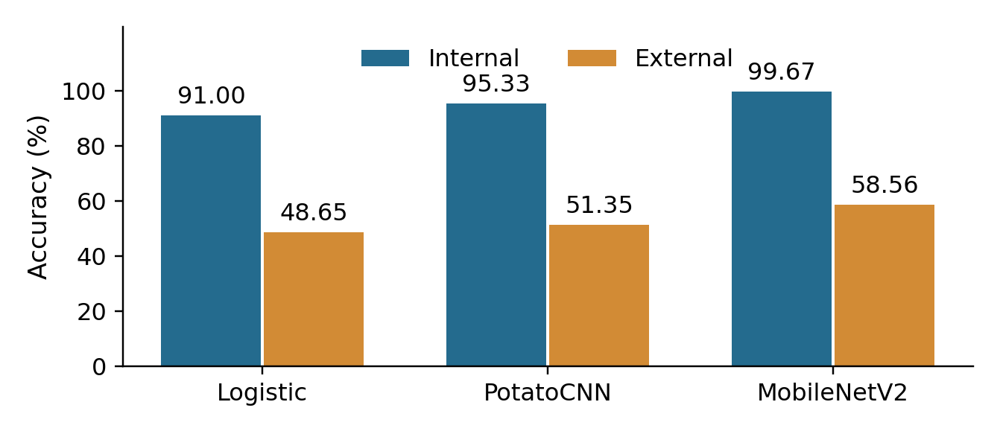 Internal External
91.00 95.33 99.67
48.65 51.35 58.56
Accuracy (%)
100
80
60
40
20
0
Logistic PotatoCNN MobileNetV2